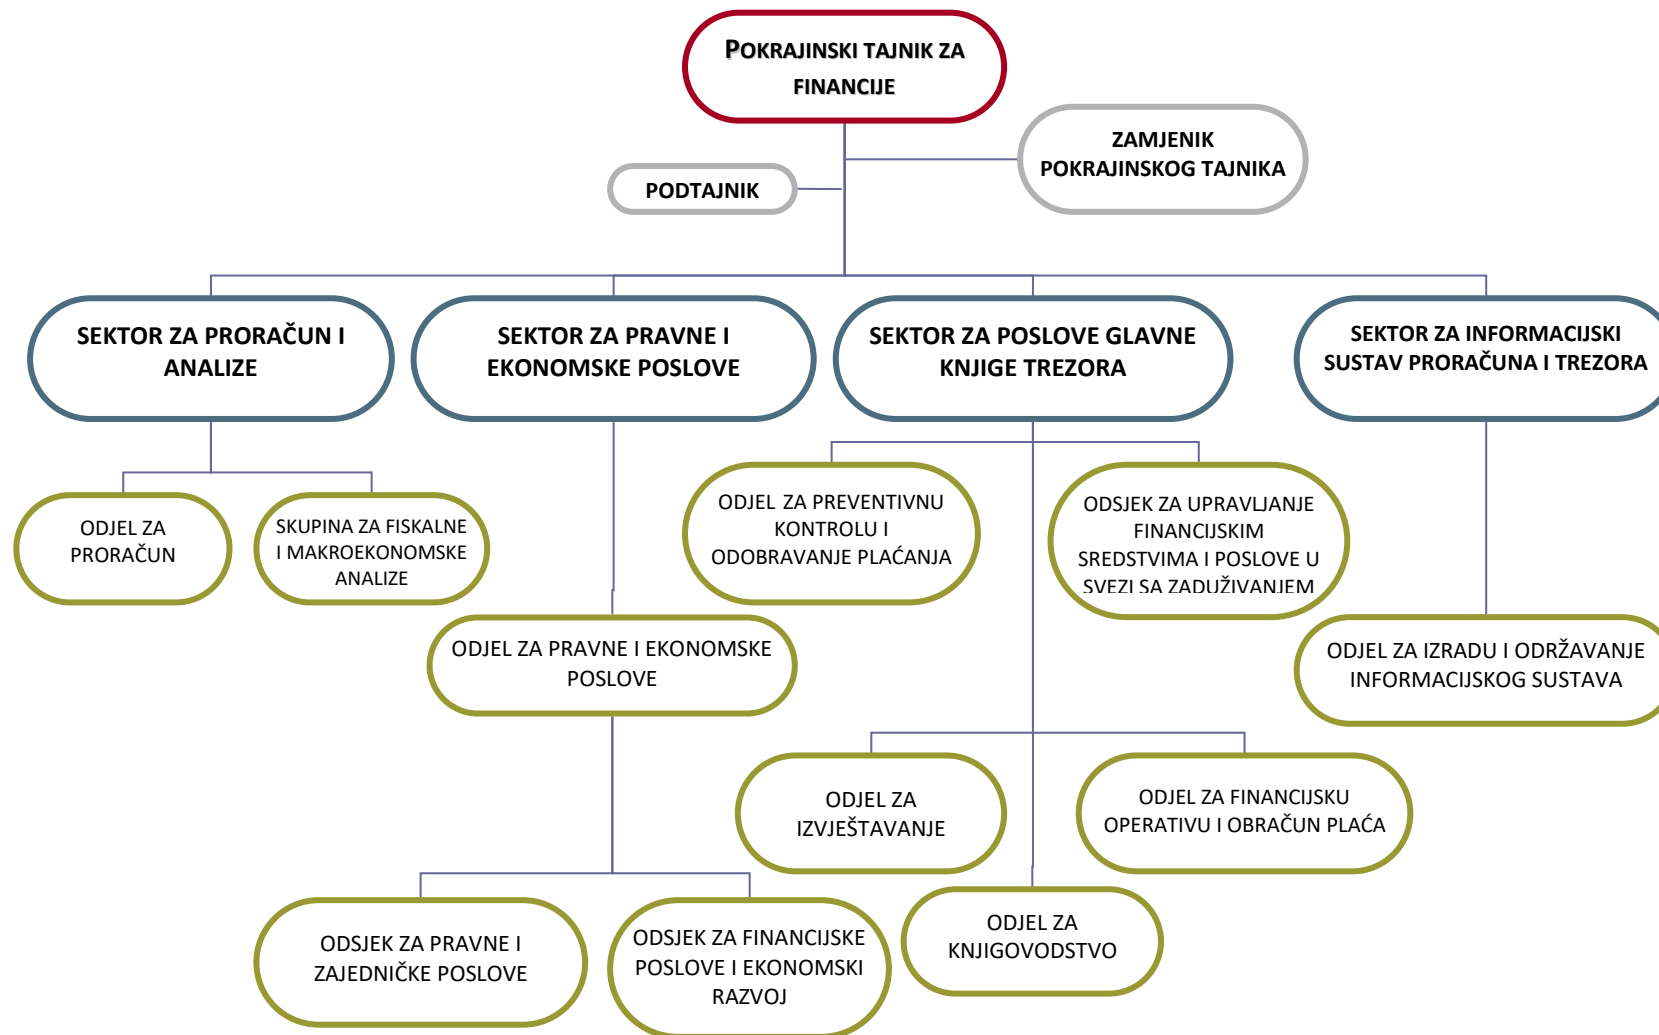 POKRAJINSKI TAJNIK ZA
FINANCIJE
ZAMJENIK
POKRAJINSKOG TAJNIKA
PODTAJNIK
SEKTOR ZA PRORAČUN I
ANALIZE
SEKTOR ZA PRAVNE I
EKONOMSKE POSLOVE
SEKTOR ZA POSLOVE GLAVNE
KNJIGE TREZORA
SEKTOR ZA INFORMACIJSKI
SUSTAV PRORAČUNA I TREZORA
ODJEL ZA
PRORAČUN
SKUPINA ZA FISKALNE
I MAKROEKONOMSKE
ANALIZE
ODJEL ZA PREVENTIVNU
KONTROLU I
ODOBRAVANJE PLAĆANJA
ODSJEK ZA UPRAVLJANJE
FINANCIJSKIM
SREDSTVIMA I POSLOVE U
SVEZI SA ZADUŽIVANJEM
ODJEL ZA PRAVNE I EKONOMSKE
POSLOVE
ODJEL ZA IZRADU I ODRŽAVANJE
INFORMACIJSKOG SUSTAVA
ODJEL ZA
IZVJEŠTAVANJE
ODJEL ZA FINANCIJSKU
OPERATIVU I OBRAČUN PLAĆA
ODSJEK ZA PRAVNE I
ZAJEDNIČKE POSLOVE
ODSJEK ZA FINANCIJSKE
POSLOVE I EKONOMSKI
RAZVOJ
ODJEL ZA
KNJIGOVODSTVO